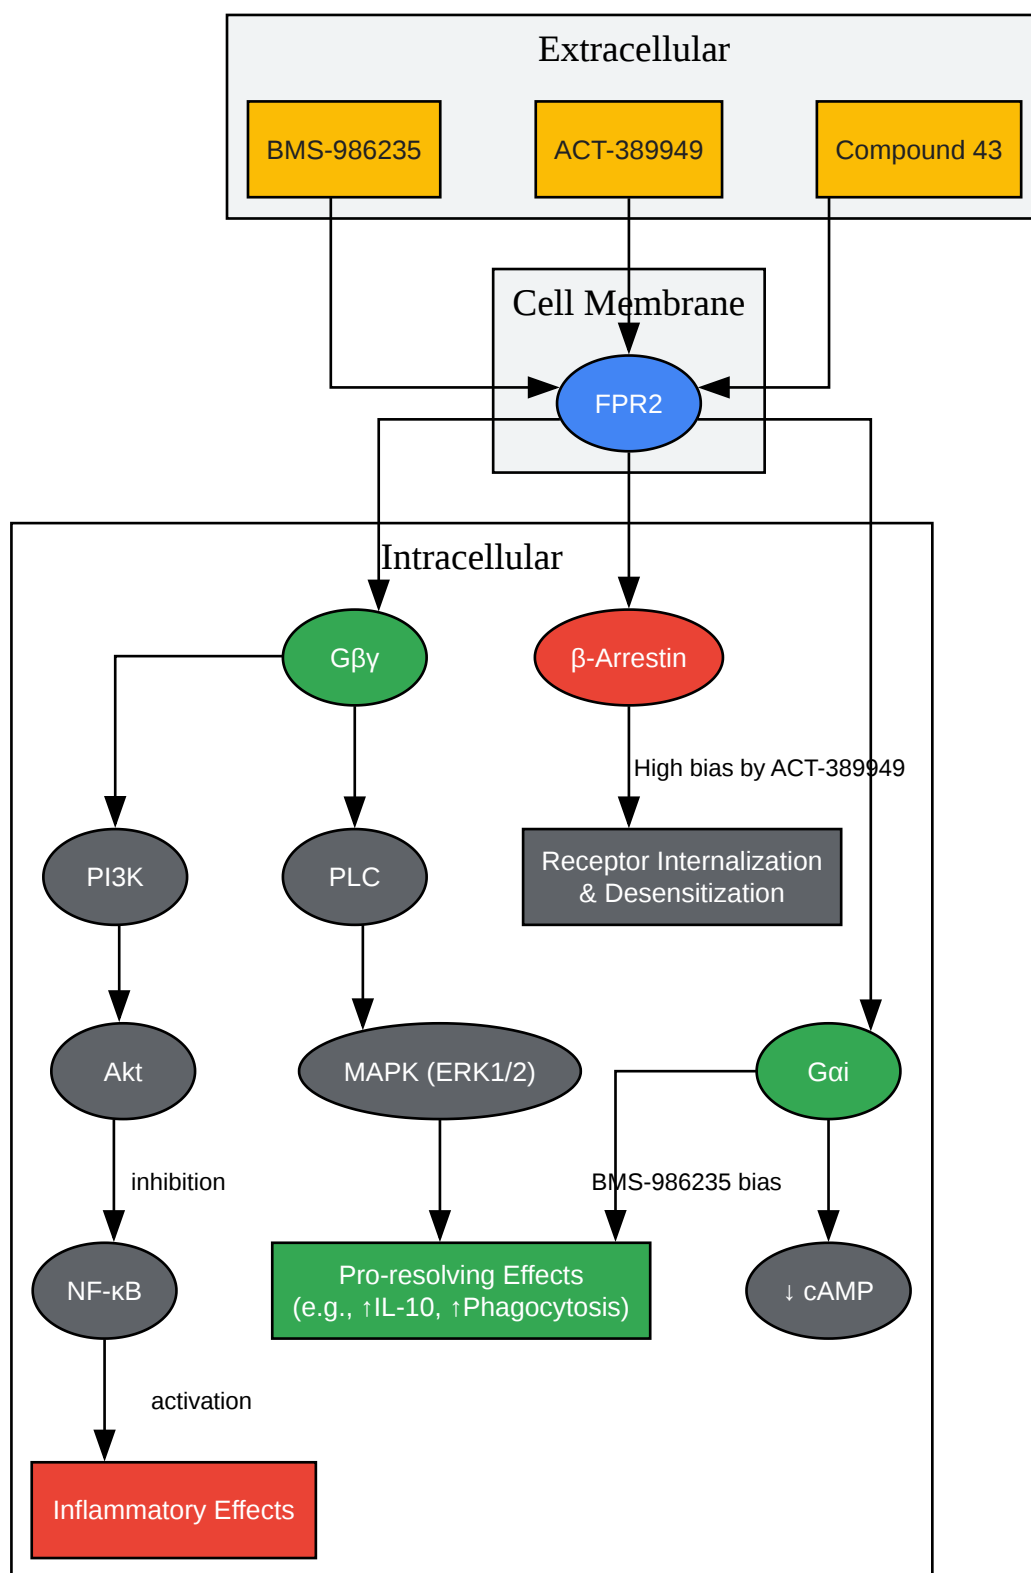 Extracellular
BMS-986235
ACT-389949
Compound 43
Cell Membrane
FPR2
Intracellular
Gβγ
β-Arrestin
High bias by ACT-389949
PI3K
PLC
Receptor Internalization
& Desensitization
Akt
MAPK (ERK1/2)
Gαi
inhibition
BMS-986235 bias
NF-κB
Pro-resolving Effects
(e.g., ↑IL-10, ↑Phagocytosis)
↓ cAMP
activation
Inflammatory Effects